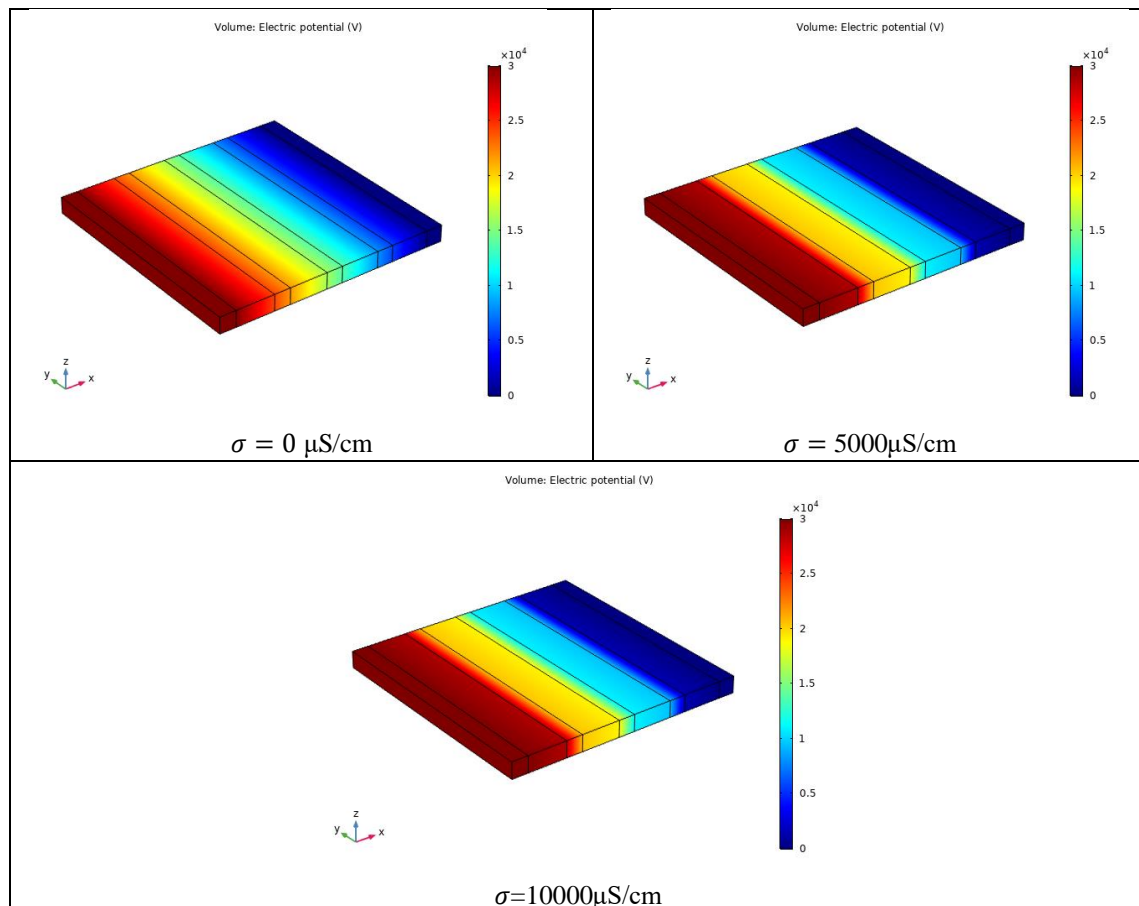 Volume: Electric potential (V)
×10⁴
3
2.5
2
1.5
1
0.5
0
y z x
σ = 0 μS/cm
Volume: Electric potential (V)
×10⁴
3
2.5
2
1.5
1
0.5
0
y z x
σ = 5000μS/cm
Volume: Electric potential (V)
×10⁴
3
2.5
2
1.5
1
0.5
0
y z x
σ=10000μS/cm